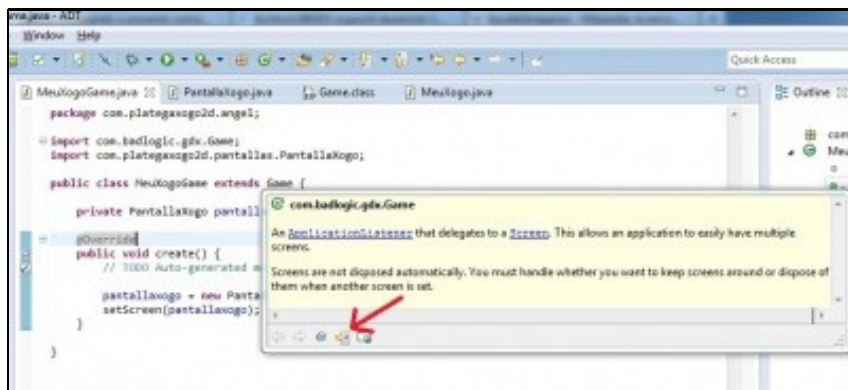 me.java - ADT
Window Help
Quick Access
MeuXogoGame.java PantallaXogo.java Game.class MeuXogo.java
Outline
package com.plategaxogo2d.angel;
import com.badlogic.gdx.Game;
import com.plategaxogo2d.pantallas.PantallaXogo;
com
Meu
public class MeuXogoGame extends Game {
private PantallaXogo pantall
@Override
public void create() {
// TODO Auto-generated m
pantallaxogo = new Panta
setScreen(pantallaxogo);
}
}
com.badlogic.gdx.Game
An ApplicationListener that delegates to a Screen. This allows an application to easily have multiple
screens.
Screens are not disposed automatically. You must handle whether you want to keep screens around or dispose of
them when another screen is set.